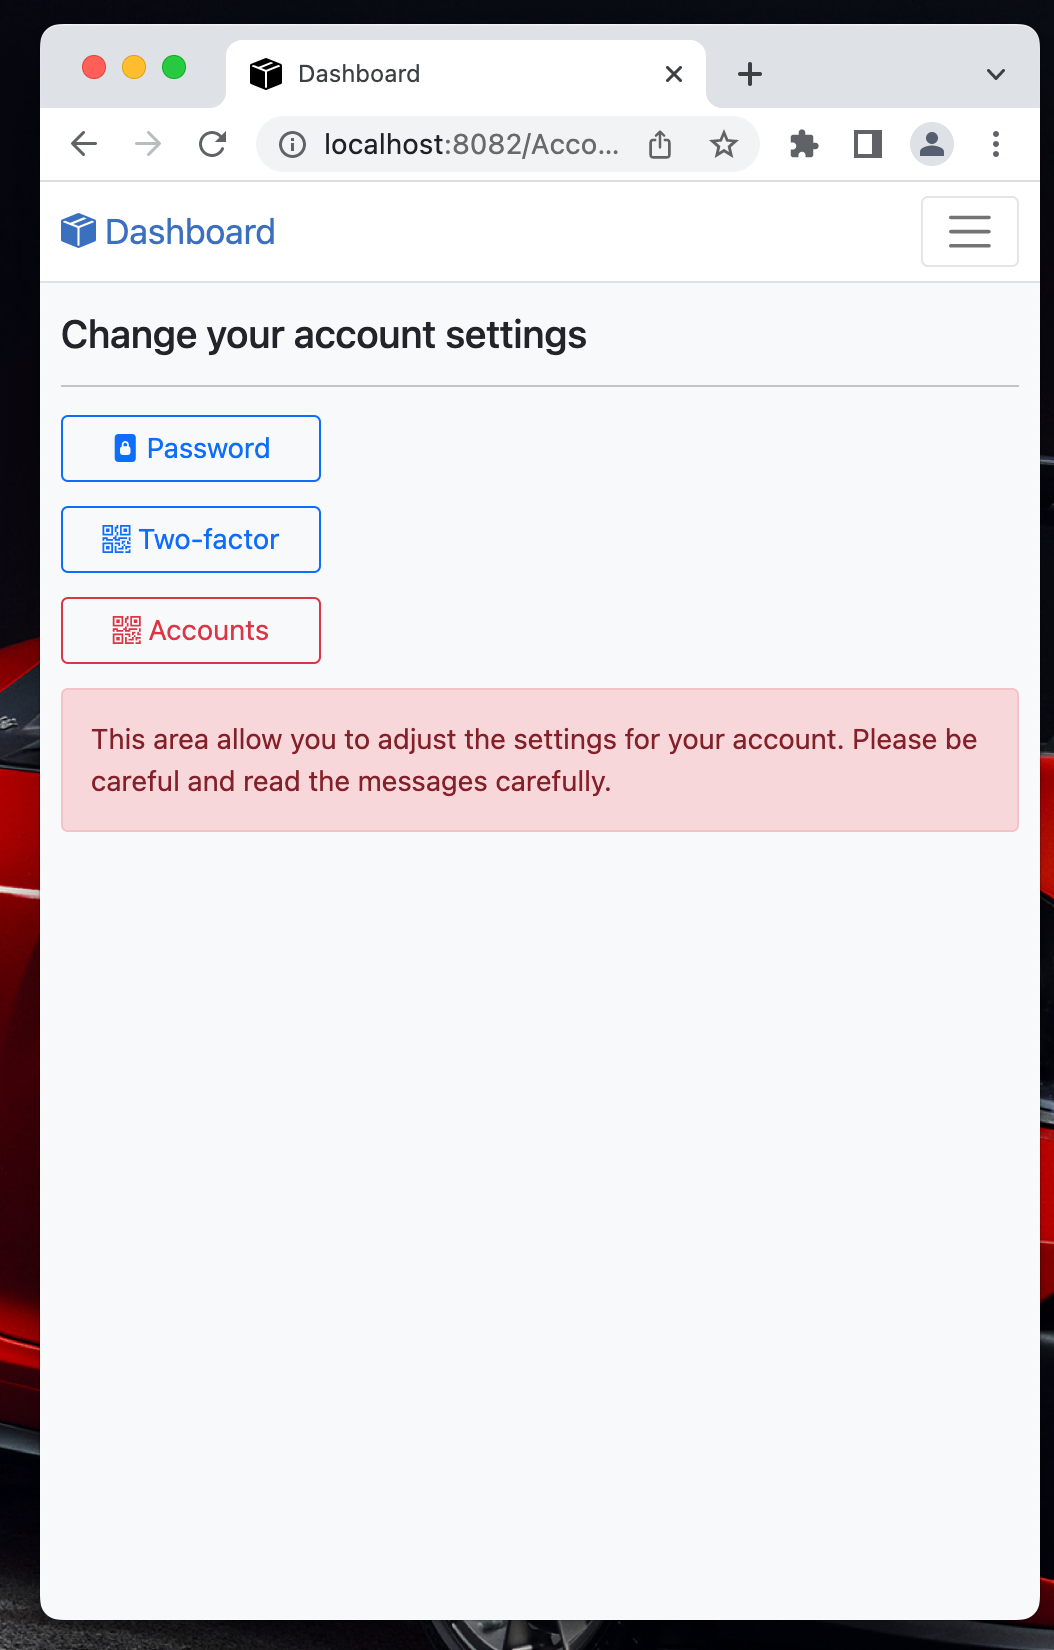 Dashboard
localhost:8082/Acco...
Dashboard
Change your account settings
Password
Two-factor
Accounts
This area allow you to adjust the settings for your account. Please be
careful and read the messages carefully.